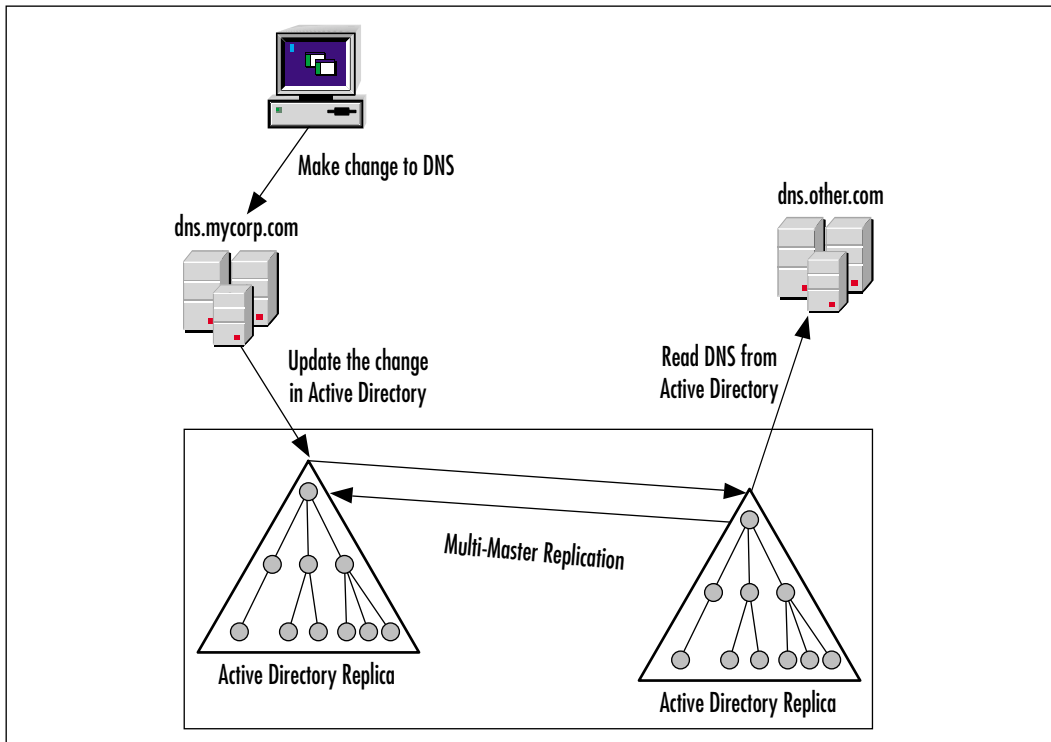 Make change to DNS
dns.mycorp.com
dns.other.com
Update the change
in Active Directory
Read DNS from
Active Directory
Multi-Master Replication
Active Directory Replica
Active Directory Replica